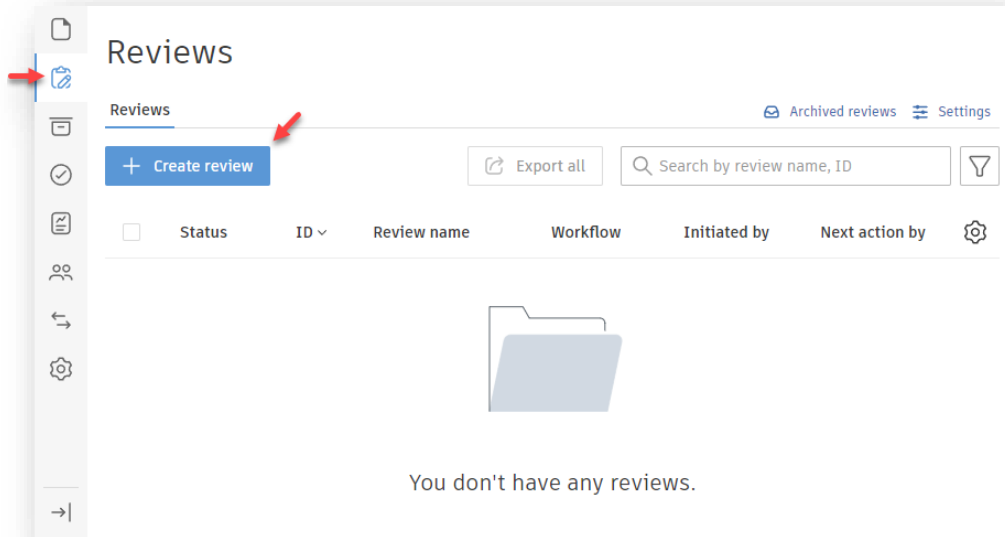 Reviews
Reviews
Archived reviews
Settings
Create review
Export all
Search by review name, ID
Status ID Review name Workflow Initiated by Next action by
You don't have any reviews.